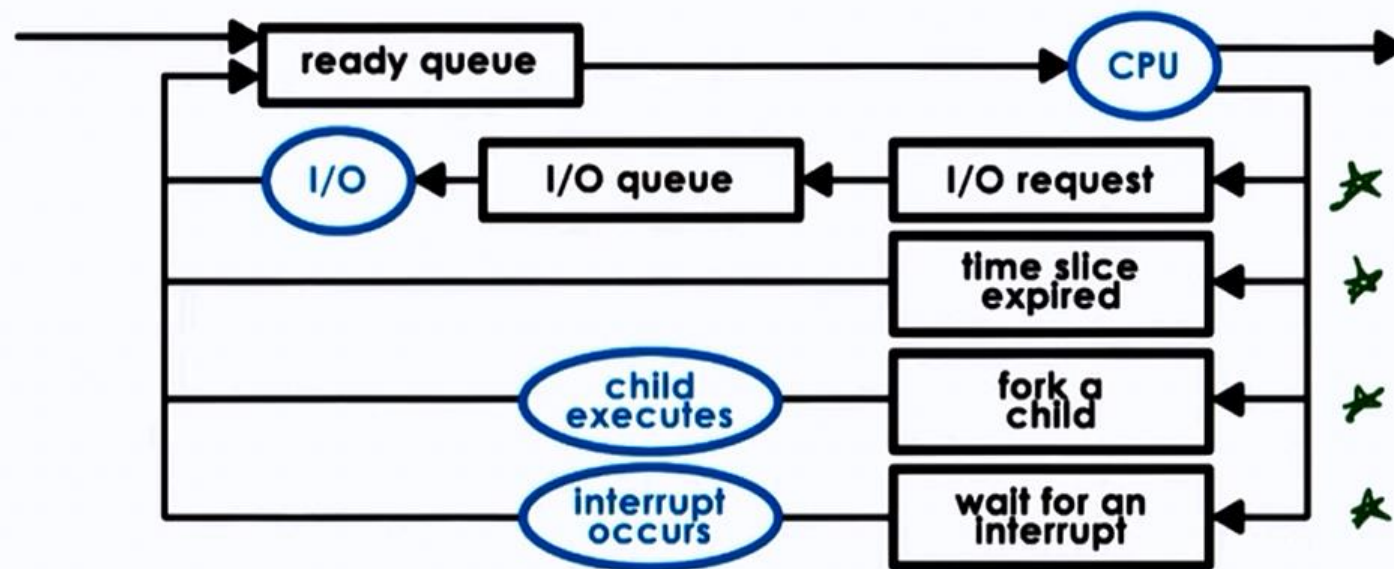 ready queue
CPU
I/O
I/O queue
I/O request
time slice
expired
child
executes
fork a
child
interrupt
occurs
wait for an
interrupt